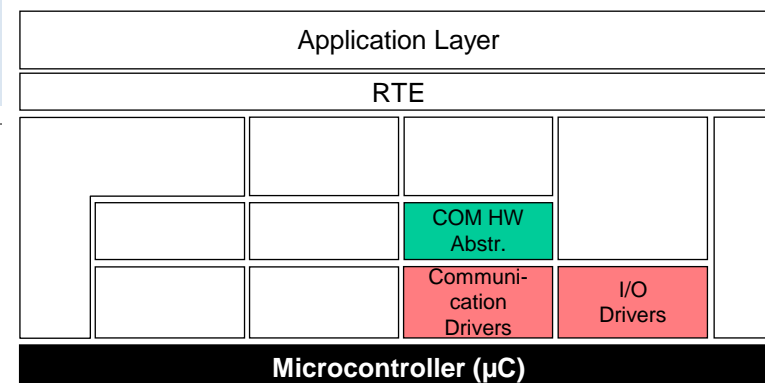 Application Layer
RTE
COM HW
Abstr.
Communi-
cation
Drivers
I/O
Drivers
Microcontroller (µC)